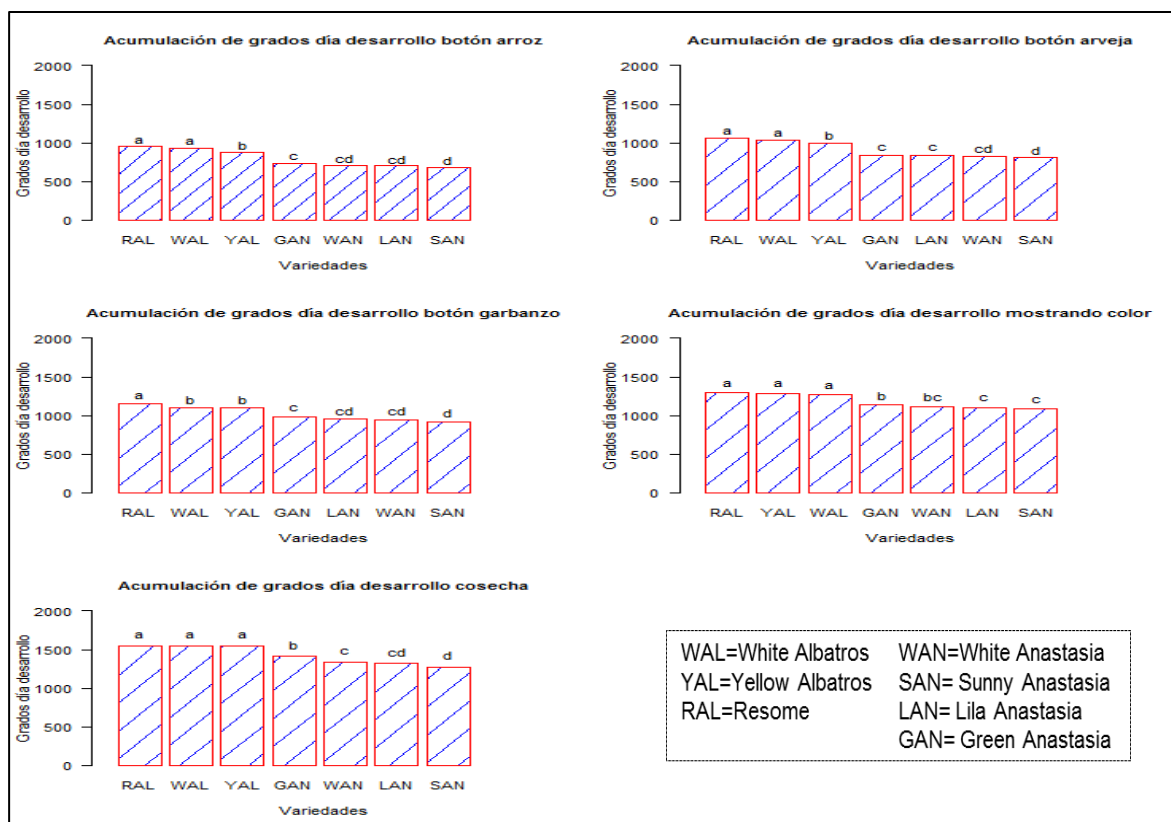 Acumulación de grados día desarrollo botón arroz
Grados día desarrollo
2000
1500
1000
500
0
a a b c cd cd d
RAL WAL YAL GAN WAN LAN SAN
Variedades
Acumulación de grados día desarrollo botón arveja
Grados día desarrollo
2000
1500
1000
500
0
a a b c c cd d
RAL WAL YAL GAN LAN WAN SAN
Variedades
Acumulación de grados día desarrollo botón garbanzo
Grados día desarrollo
2000
1500
1000
500
0
a b b c cd cd d
RAL WAL YAL GAN LAN WAN SAN
Variedades
Acumulación de grados día desarrollo mostrando color
Grados día desarrollo
2000
1500
1000
500
0
a a a b bc c c
RAL YAL WAL GAN WAN LAN SAN
Variedades
Acumulación de grados día desarrollo cosecha
Grados día desarrollo
2000
1500
1000
500
0
a a a b c cd d
RAL WAL YAL GAN WAN LAN SAN
Variedades
WAL=White Albatros WAN=White Anastasia
YAL=Yellow Albatros SAN= Sunny Anastasia
RAL=Resome LAN= Lila Anastasia
GAN= Green Anastasia